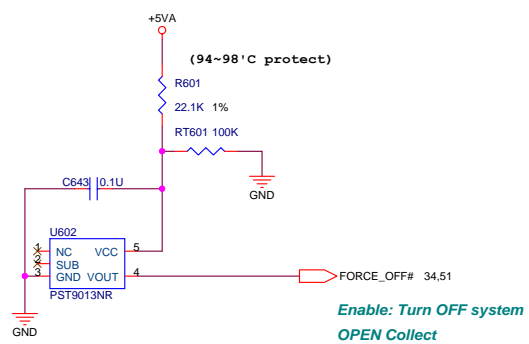 +5VA
(94~98'C protect)
R601
22.1K 1%
RT601 100K
GND
C643 0.1U
U602
1 NC VCC 5
2 SUB
3 GND VOUT 4
PST9013NR
FORCE_OFF# 34,51
GND
Enable: Turn OFF system
OPEN Collect